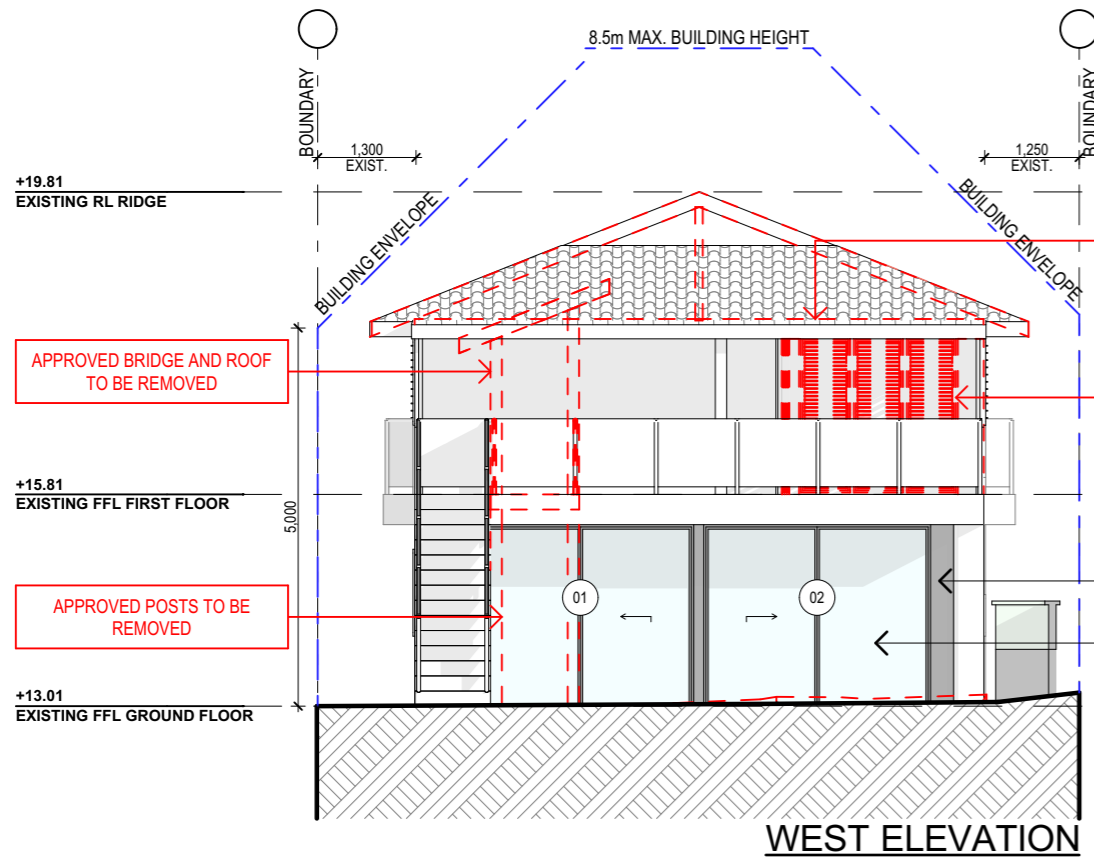 8.5m MAX. BUILDING HEIGHT
BOUNDARY
BOUNDARY
1,300
EXIST.
1,250
EXIST.
+19.81
EXISTING RL RIDGE
BUILDING ENVELOPE
BUILDING ENVELOPE
APPROVED BRIDGE AND ROOF
TO BE REMOVED
+15.81
EXISTING FFL FIRST FLOOR
5,000
APPROVED POSTS TO BE
REMOVED
01
02
+13.01
EXISTING FFL GROUND FLOOR
WEST ELEVATION